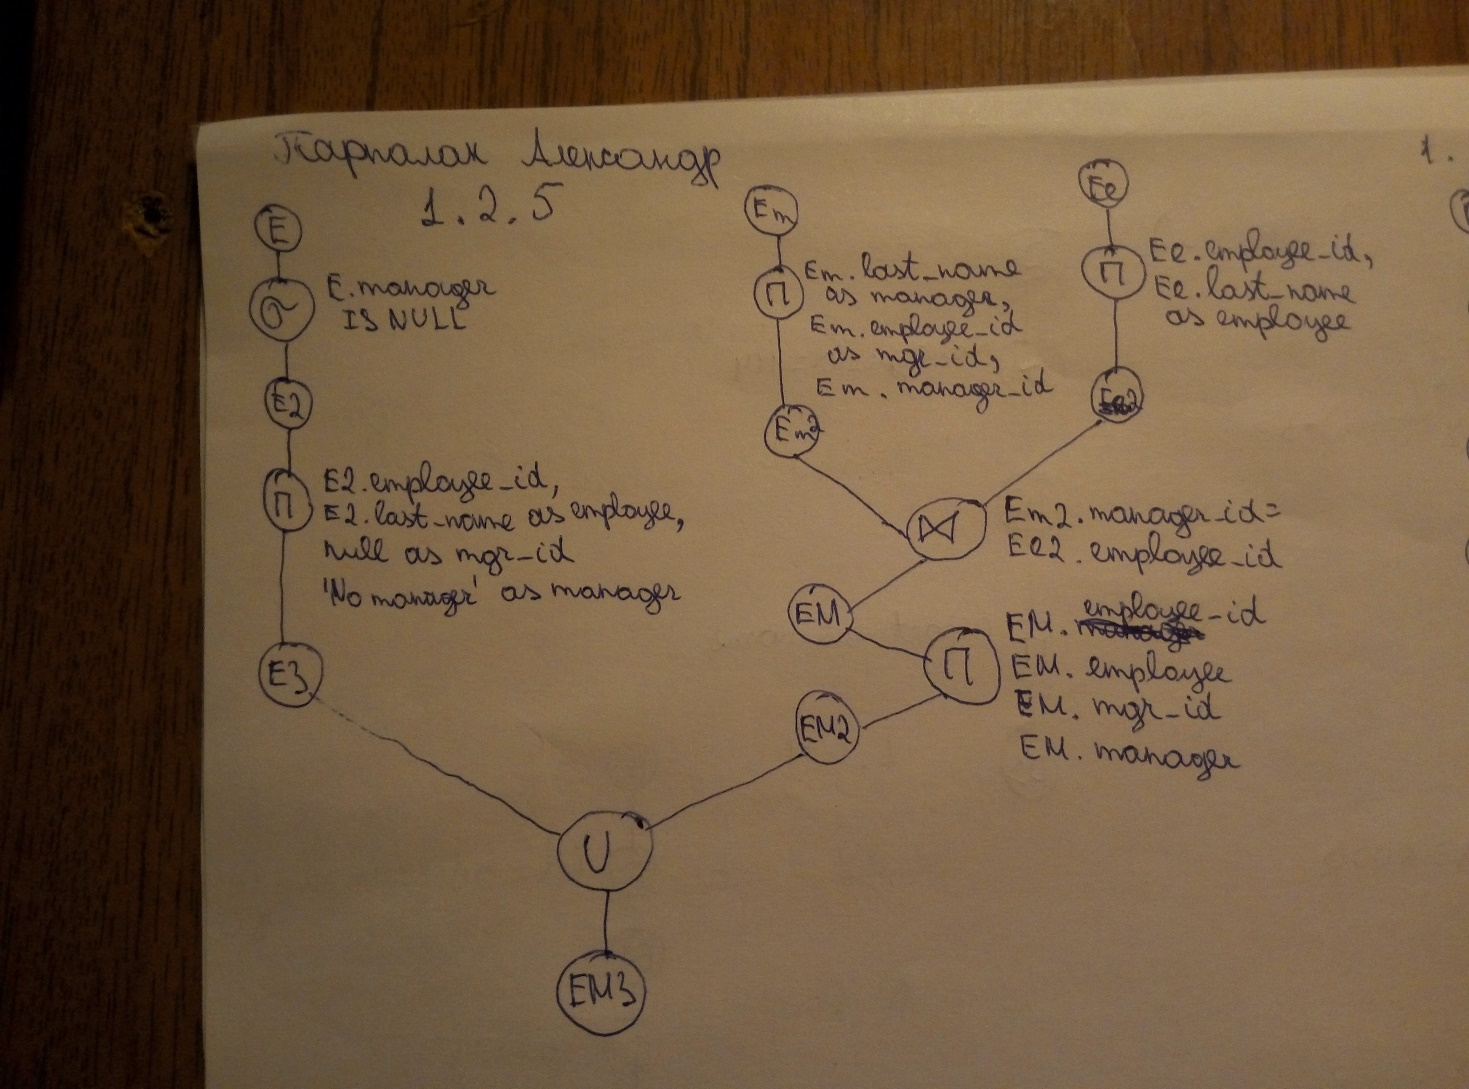 Тарпалан Александр
1.2.5
E
σ
E.manager
IS NULL
E2
П
E2.employee_id,
E2.last_name as employee,
null as mgr_id
'No manager' as manager
E3
Em
П
Em.last_name
as manager,
Em.employee_id
as mgr_id,
Em.manager_id
Em2
Ee
П
Ee.employee_id,
Ee.last_name
as employee
Ee2
⋈
Em2.manager_id=
Ee2.employee_id
EM
П
EM.employee_id
EM.employee
EM.mgr_id
EM.manager
EM2
U
EM3
1.